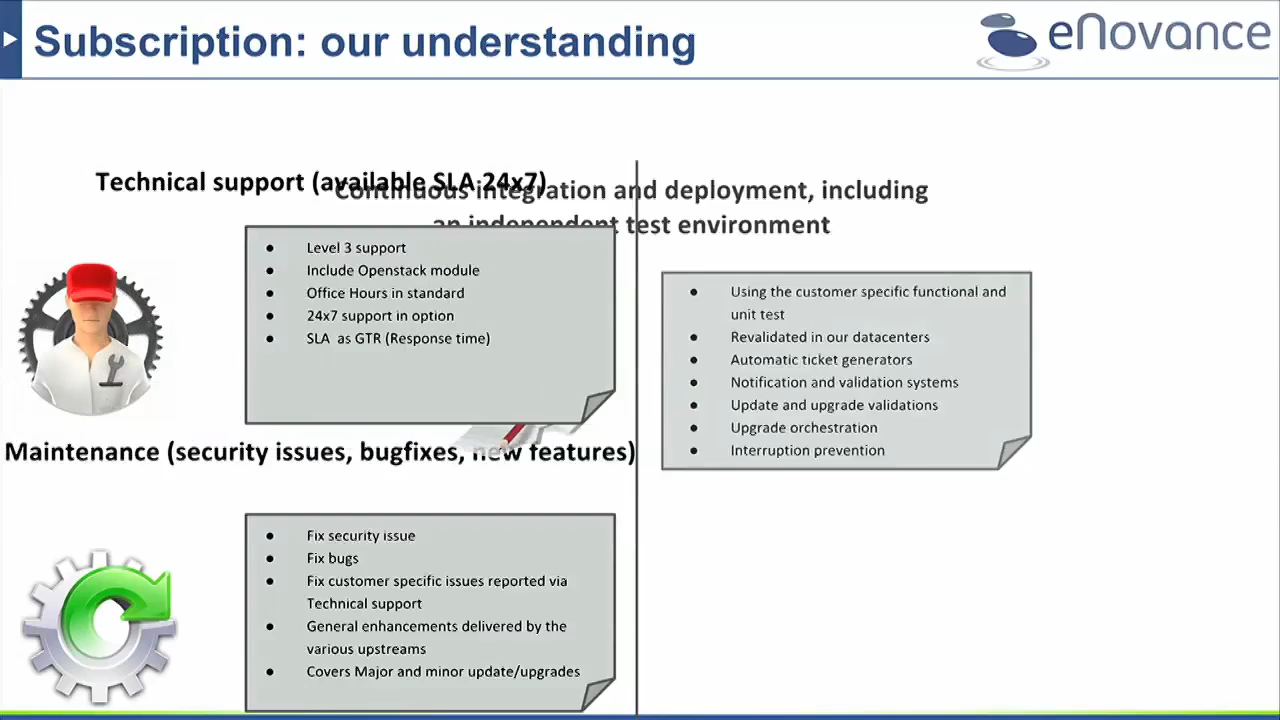 Subscription: our understanding
eNovance
Technical support (available SLA 24x7)
Continuous integration and deployment, including
an independent test environment
● Level 3 support
● Include Openstack module
● Office Hours in standard
● 24x7 support in option
● SLA as GTR (Response time)
● Using the customer specific functional and
unit test
● Revalidated in our datacenters
● Automatic ticket generators
● Notification and validation systems
● Update and upgrade validations
● Upgrade orchestration
● Interruption prevention
Maintenance (security issues, bugfixes, new features)
● Fix security issue
● Fix bugs
● Fix customer specific issues reported via
Technical support
● General enhancements delivered by the
various upstreams
● Covers Major and minor update/upgrades